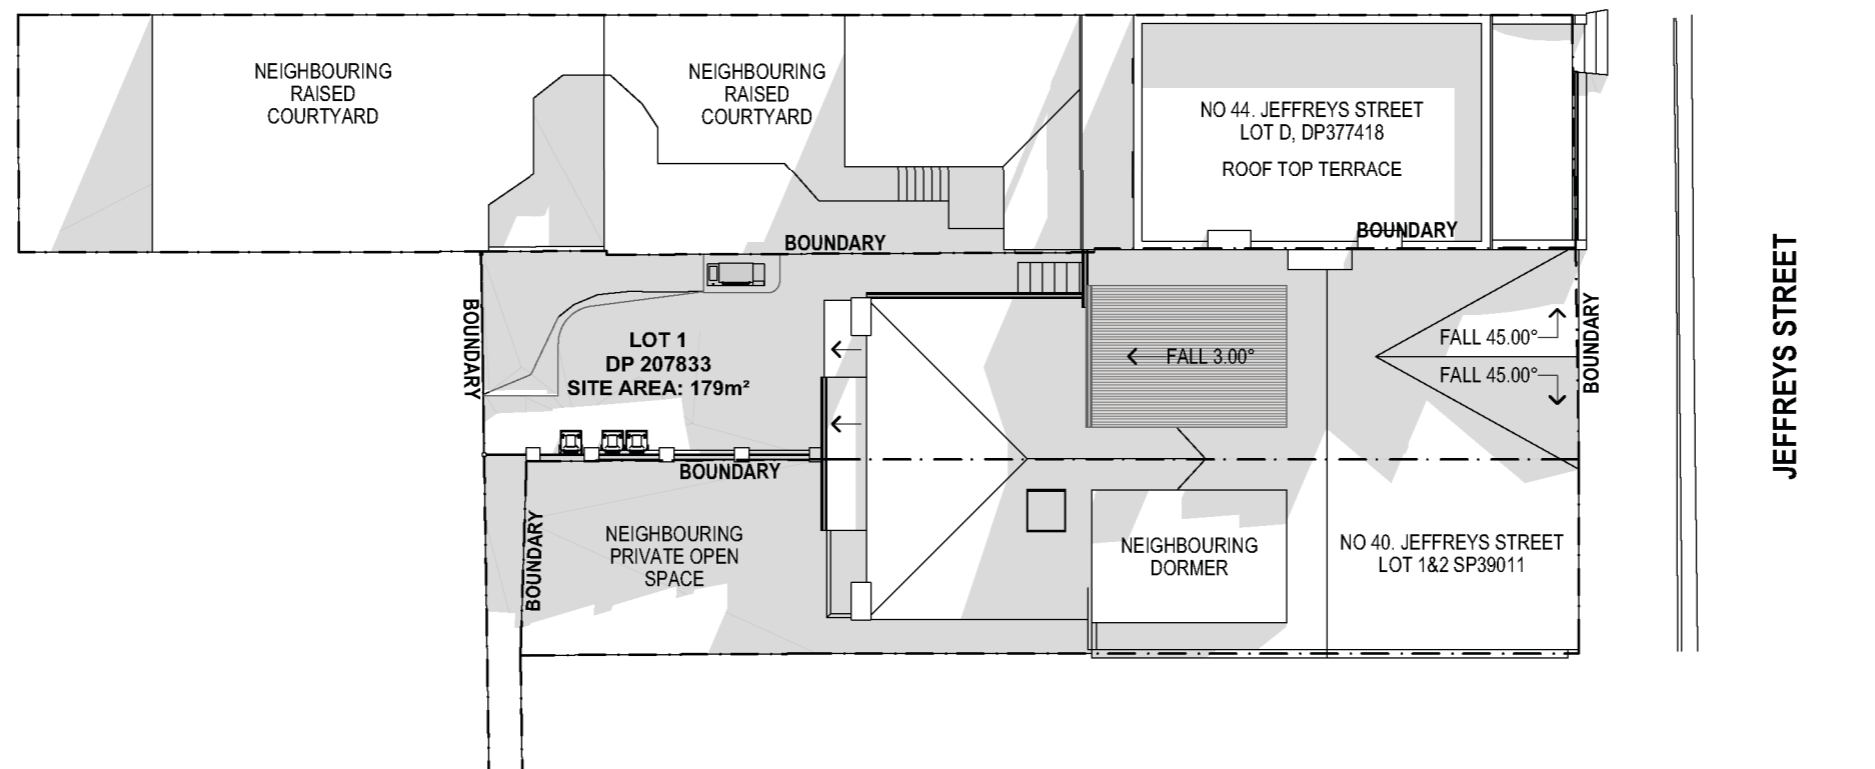 NEIGHBOURING
RAISED
COURTYARD
NEIGHBOURING
RAISED
COURTYARD
NO 44. JEFFREYS STREET
LOT D, DP377418
ROOF TOP TERRACE
BOUNDARY
BOUNDARY
BOUNDARY
LOT 1
DP 207833
SITE AREA: 179m²
FALL 3.00°
FALL 45.00°
FALL 45.00°
BOUNDARY
JEFFREYS STREET
BOUNDARY
BOUNDARY
NEIGHBOURING
PRIVATE OPEN
SPACE
NEIGHBOURING
DORMER
NO 40. JEFFREYS STREET
LOT 1&2 SP39011